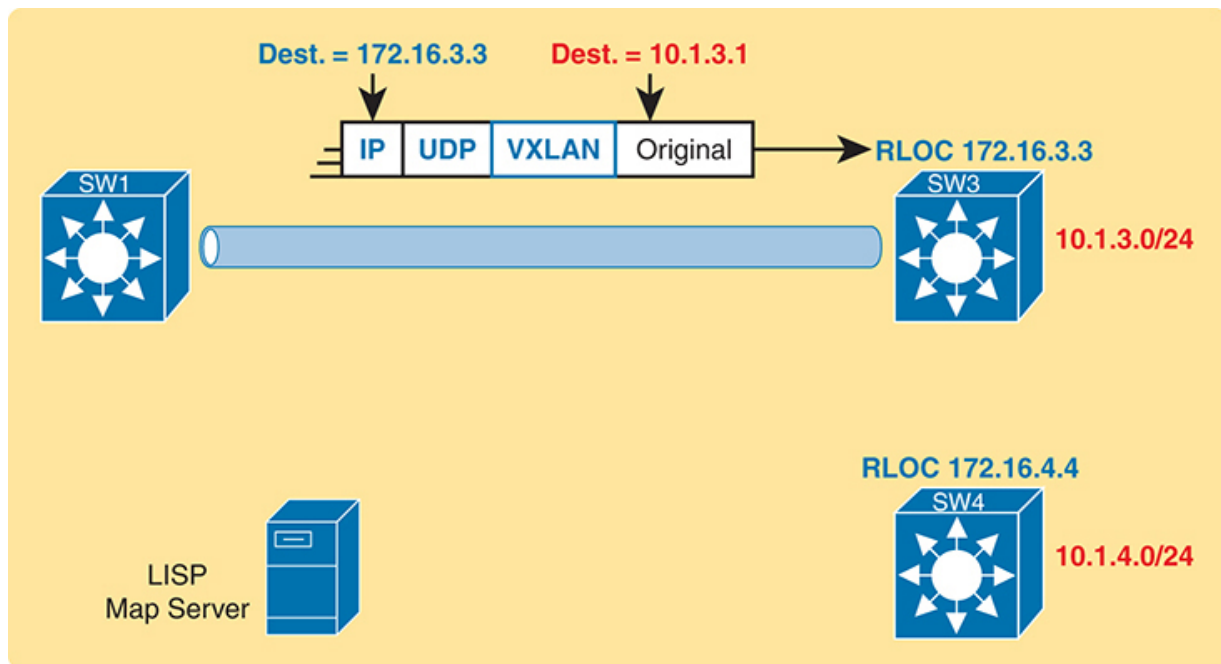 Dest. = 172.16.3.3
Dest. = 10.1.3.1
IP
UDP
VXLAN
Original
RLOC 172.16.3.3
SW1
SW3
10.1.3.0/24
RLOC 172.16.4.4
SW4
10.1.4.0/24
LISP
Map Server